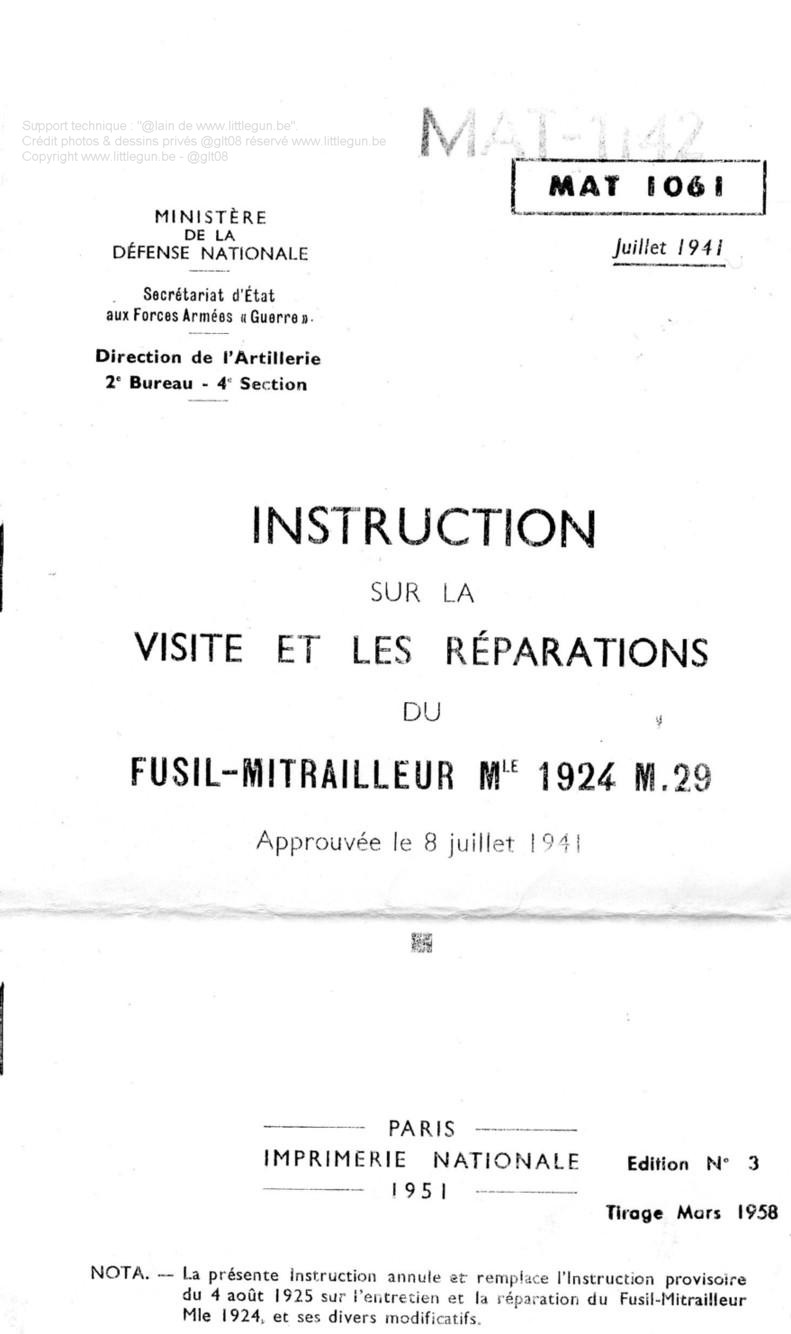 Support technique : "@lain de www.littlegun.be".
Crédit photos & dessins privés @glt08 réservé www.littlegun.be
Copyright www.littlegun.be - @glt08
MAT-1142
MAT 1061
Juillet 1941
MINISTÈRE
DE LA
DÉFENSE NATIONALE
Secrétariat d'État
aux Forces Armées « Guerre ».
Direction de l'Artillerie
2e Bureau - 4e Section
INSTRUCTION
SUR LA
VISITE ET LES RÉPARATIONS
DU
FUSIL-MITRAILLEUR MLE 1924 M.29
Approuvée le 8 juillet 1941
PARIS
IMPRIMERIE NATIONALE
1951
Edition N° 3
Tirage Mars 1958
NOTA. — La présente Instruction annule et remplace l'Instruction provisoire
du 4 août 1925 sur l'entretien et la réparation du Fusil-Mitrailleur
Mle 1924, et ses divers modificatifs.